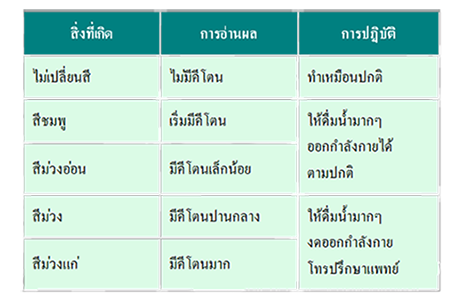 สิ่งที่เกิด การอ่านผล การปฏิบัติ
ไม่เปลี่ยนสี ไม่มีคีโตน ทำเหมือนปกติ
สีชมพู เริ่มมีคีโตน ให้ดื่มน้ำมากๆ
ออกกำลังกายได้
สีม่วงอ่อน มีคีโตนเล็กน้อย ตามปกติ
สีม่วง มีคีโตนปานกลาง ให้ดื่มน้ำมากๆ
งดออกกำลังกาย
สีม่วงแก่ มีคีโตนมาก โทรปรึกษาแพทย์